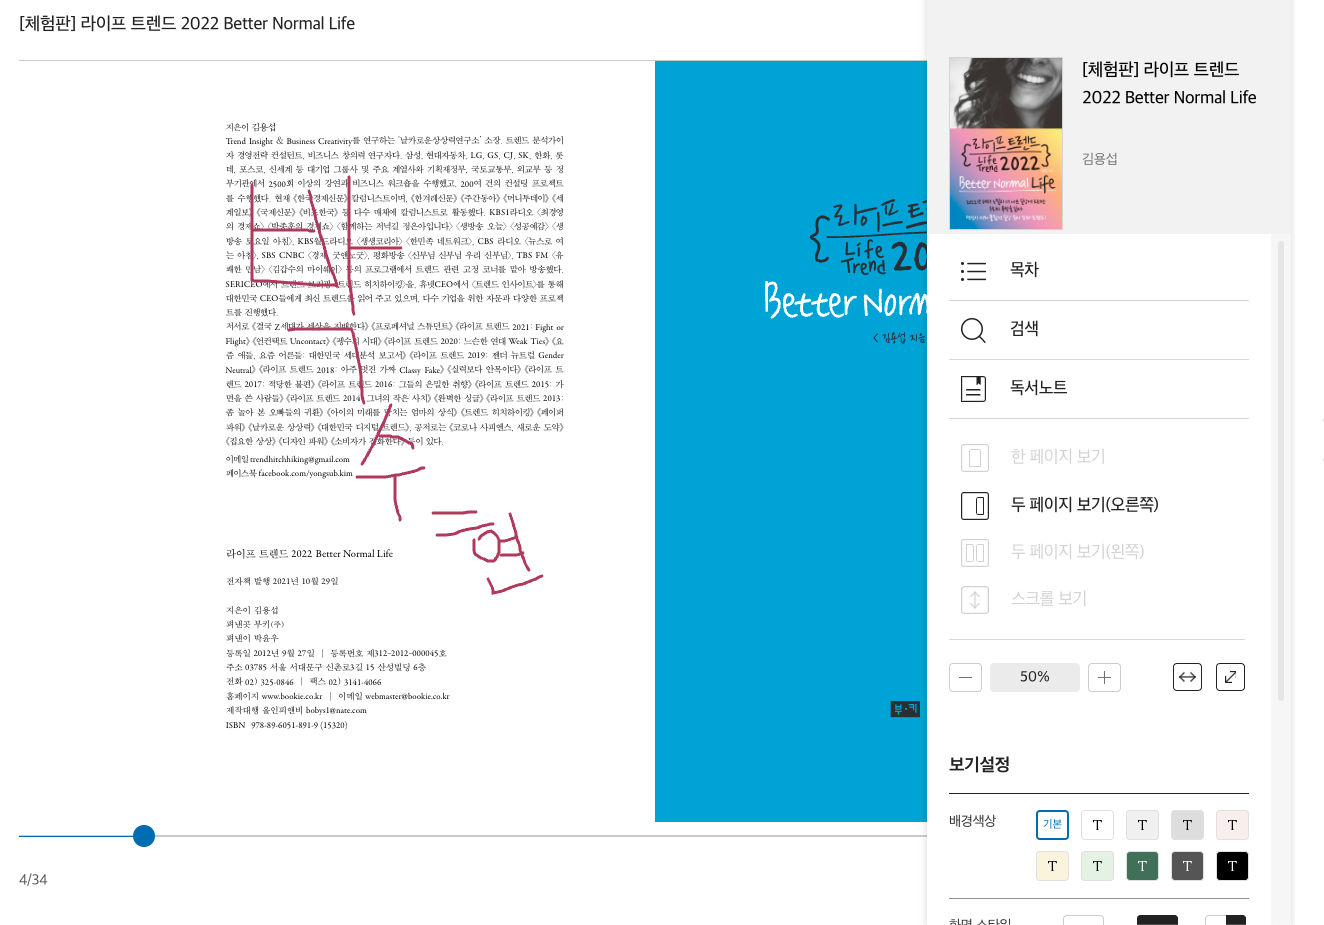 [체험판] 라이프 트렌드 2022 Better Normal Life
지은이 김용섭
Trend Insight & Business Creativity를 연구하는 '날카로운상상력연구소' 소장. 트렌드 분석가이
자 경영전략 컨설턴트, 비즈니스 창의력 연구자다. 삼성, 현대자동차, LG, GS, CJ, SK, 한화, 롯
데, 포스코, 신세계 등 대기업 그룹사 및 주요 계열사와 기획재정부, 국토교통부, 외교부 등 정
부기관에서 2500회 이상의 강연과 비즈니스 워크숍을 수행했고, 200여 건의 컨설팅 프로젝트
를 수행했다. 현재 《한국경제신문》 칼럼니스트이며, 《한겨레신문》 《주간동아》 《머니투데이》 《세
계일보》 《국제신문》 《비즈한국》 등 다수 매체에 칼럼니스트로 활동했다. KBS1라디오 〈최경영
의 경제쇼〉 〈박종훈의 경제쇼〉 〈함께하는 저녁길 정은아입니다〉 〈생방송 오늘〉 〈성공예감〉 〈생
방송 토요일 아침〉, KBS월드라디오 〈생생코리아〉 〈한민족 네트워크〉, CBS 라디오 〈뉴스로 여
는 아침〉, SBS CNBC 〈경제 굿앤노굿〉, 평화방송 〈신부님 신부님 우리 신부님〉, TBS FM 〈유
쾌한 만남〉 〈김갑수의 마이웨이〉 등의 프로그램에서 트렌드 관련 고정 코너를 맡아 방송했다.
SERICEO에서 〈트렌드 브리핑〉 〈트렌드 히치하이킹〉을, 휴넷CEO에서 〈트렌드 인사이트〉를 통해
대한민국 CEO들에게 최신 트렌드를 읽어 주고 있으며, 다수 기업을 위한 자문과 다양한 프로젝
트를 진행했다.
저서로 《결국 Z세대가 세상을 지배한다》 《프로페셔널 스튜던트》 《라이프 트렌드 2021: Fight or
Flight》 《언컨택트 Uncontact》 《펭수의 시대》 《라이프 트렌드 2020: 느슨한 연대 Weak Ties》 《요
즘 애들, 요즘 어른들: 대한민국 세대분석 보고서》 《라이프 트렌드 2019: 젠더 뉴트럴 Gender
Neutral》 《라이프 트렌드 2018: 아주 멋진 가짜 Classy Fake》 《실력보다 안목이다》 《라이프 트
렌드 2017: 적당한 불편》 《라이프 트렌드 2016: 그들의 은밀한 취향》 《라이프 트렌드 2015: 가
면을 쓴 사람들》 《라이프 트렌드 2014: 그녀의 작은 사치》 《완벽한 싱글》 《라이프 트렌드 2013:
좀 놀아 본 오빠들의 귀환》 《아이의 미래를 망치는 엄마의 상식》 《트렌드 히치하이킹》 《페이퍼
파워》 《날카로운 상상력》 《대한민국 디지털 트렌드》, 공저로는 《코로나 사피엔스, 새로운 도약》
《집요한 상상》 《디자인 파워》 《소비자가 진화한다》 등이 있다.
이메일 trendhitchhiking@gmail.com
페이스북 facebook.com/yongsub.kim
라이프 트렌드 2022 Better Normal Life
전자책 발행 2021년 10월 29일
지은이 김용섭
펴낸곳 부키(주)
펴낸이 박윤우
등록일 2012년 9월 27일 | 등록번호 제312-2012-000045호
주소 03785 서울 서대문구 신촌로3길 15 산성빌딩 6층
전화 02) 325-0846 | 팩스 02) 3141-4066
홈페이지 www.bookie.co.kr | 이메일 webmaster@bookie.co.kr
제작대행 올인피앤비 bobys1@nate.com
ISBN 978-89-6051-891-9 (15320)
라이프 트
Life
Trend 20
Better Norm
< 김용섭 지음
부·키
4/34
라이프 트렌드
Life
Trend 2022
Better Normal Life
[체험판] 라이프 트렌드
2022 Better Normal Life
김용섭
목차
검색
독서노트
한 페이지 보기
두 페이지 보기(오른쪽)
두 페이지 보기(왼쪽)
스크롤 보기
50%
보기설정
배경색상
기본 T T T T
T T T T T
화면 스타일